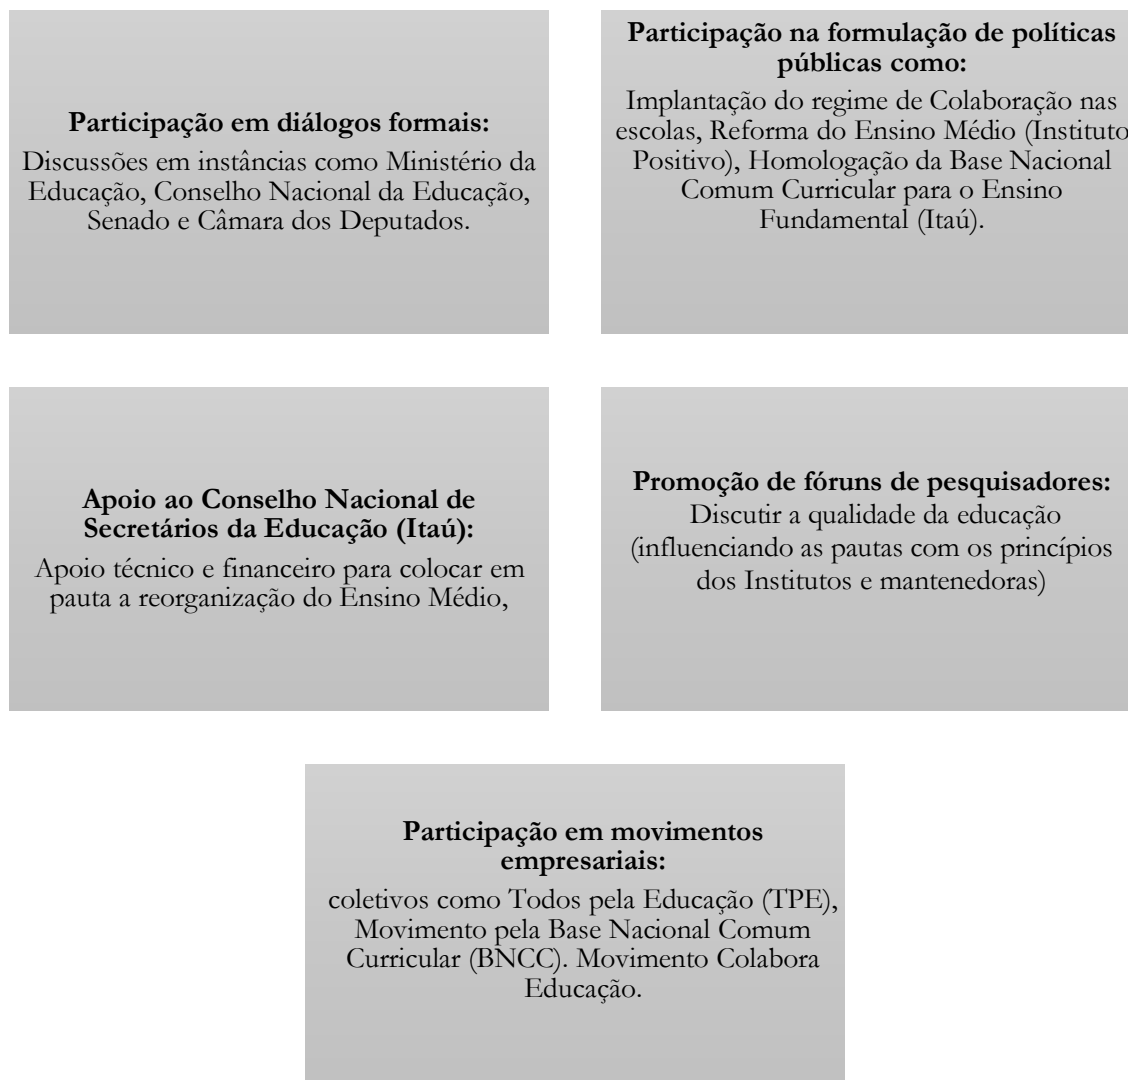 Participação em diálogos formais:
Discussões em instâncias como Ministério da
Educação, Conselho Nacional da Educação,
Senado e Câmara dos Deputados.
Participação na formulação de políticas
públicas como:
Implantação do regime de Colaboração nas
escolas, Reforma do Ensino Médio (Instituto
Positivo), Homologação da Base Nacional
Comum Curricular para o Ensino
Fundamental (Itaú).
Apoio ao Conselho Nacional de
Secretários da Educação (Itaú):
Apoio técnico e financeiro para colocar em
pauta a reorganização do Ensino Médio,
Promoção de fóruns de pesquisadores:
Discutir a qualidade da educação
(influenciando as pautas com os princípios
dos Institutos e mantenedoras)
Participação em movimentos
empresariais:
coletivos como Todos pela Educação (TPE),
Movimento pela Base Nacional Comum
Curricular (BNCC). Movimento Colabora
Educação.